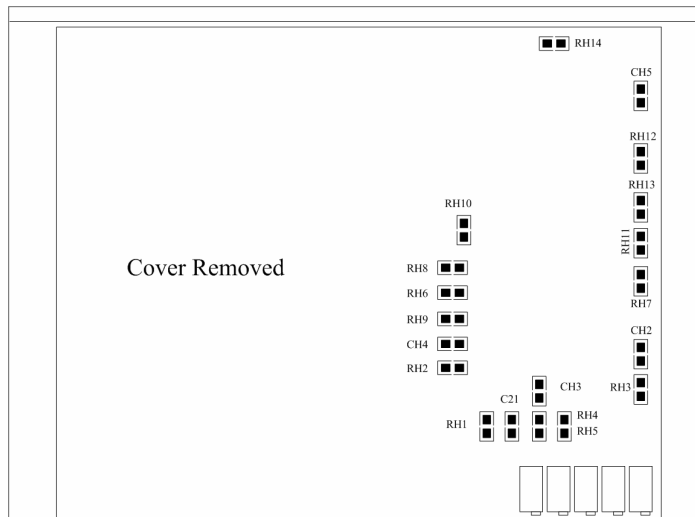 RH14
CH5
RH12
RH13
RH10
RH11
Cover Removed
RH8
RH6
RH7
RH9
CH2
CH4
RH2
CH3
RH3
C21
RH1
RH4
RH5